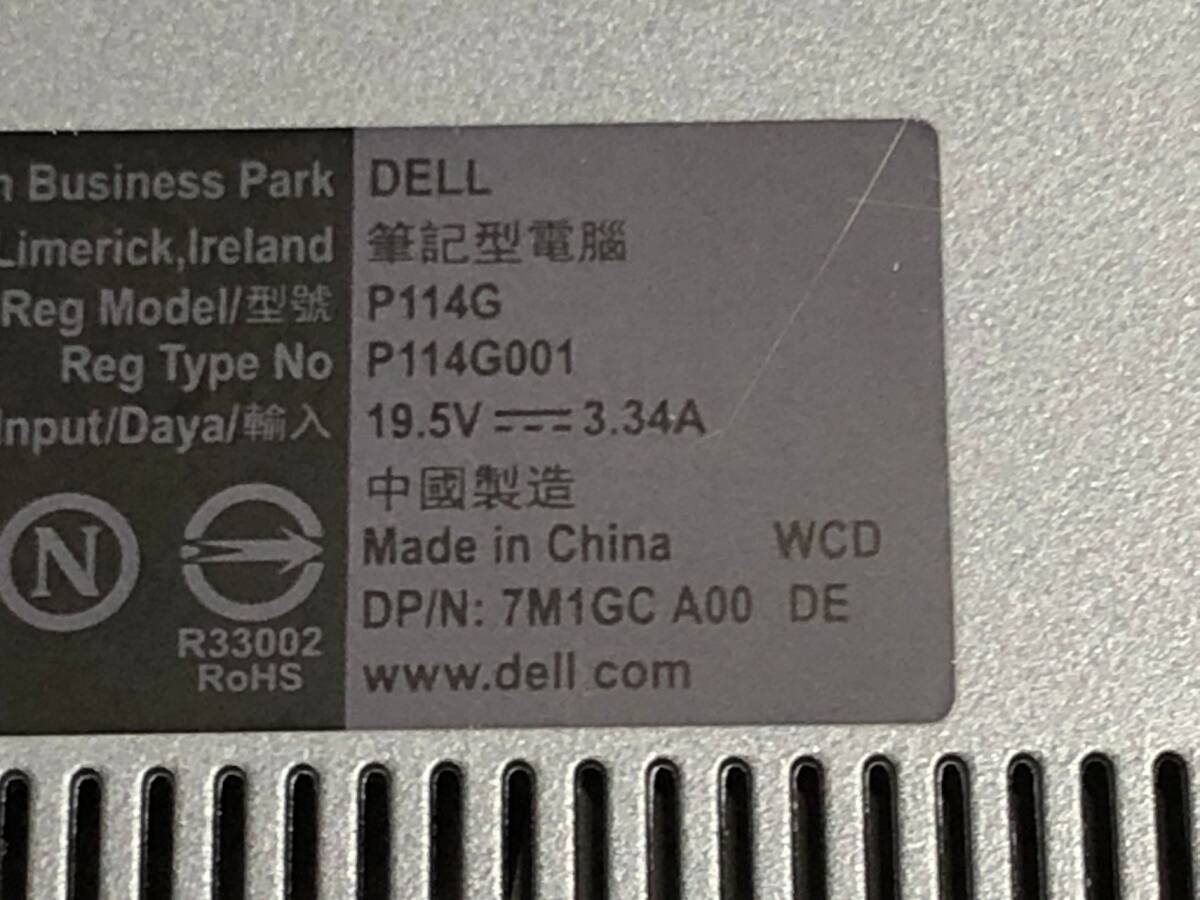 Business Park DELL
Limerick,Ireland 筆記型電腦
Reg Model/型號 P114G
Reg Type No P114G001
Input/Daya/輸入 19.5V 3.34A
中國製造
N
Made in China WCD
DP/N: 7M1GC A00 DE
R33002
RoHS
www.dell com